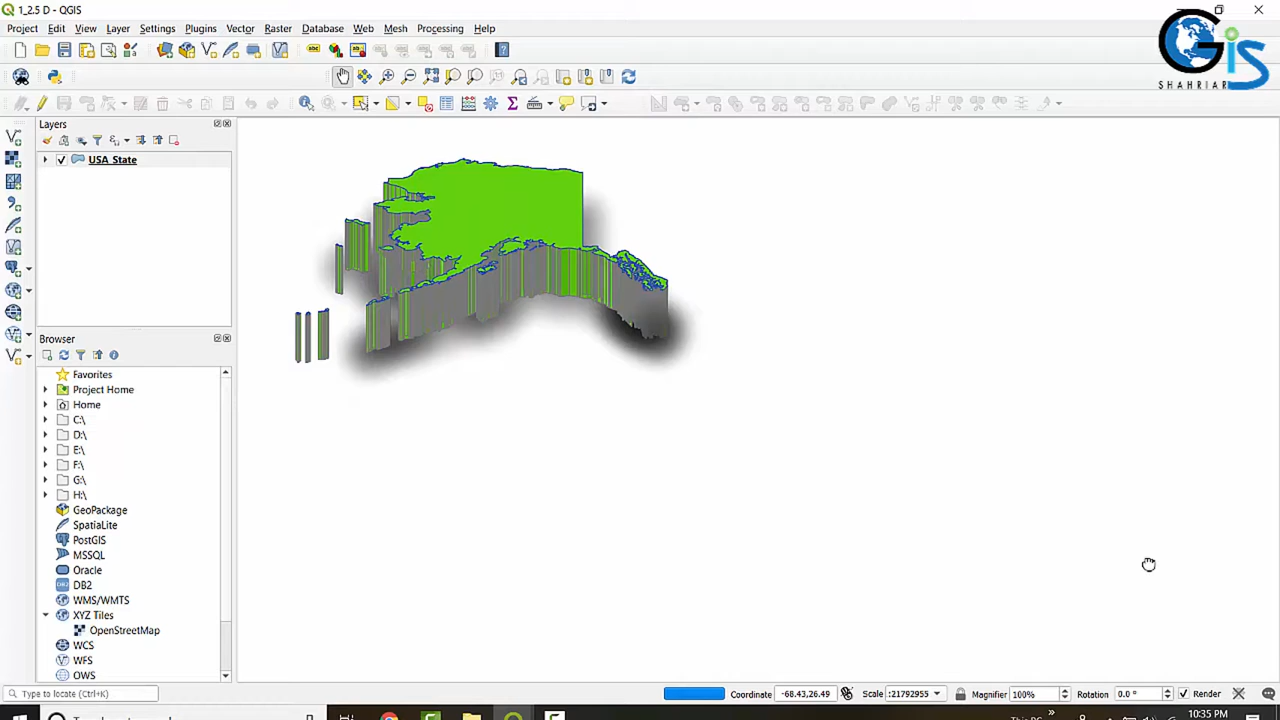 1_2.5 D - QGIS
Project Edit View Layer Settings Plugins Vector Raster Database Web Mesh Processing Help
GIS
SHAHRIAR
Layers
USA_State
Browser
Favorites
Project Home
Home
C:\
D:\
E:\
F:\
G:\
H:\
GeoPackage
SpatiaLite
PostGIS
MSSQL
Oracle
DB2
WMS/WMTS
XYZ Tiles
OpenStreetMap
WCS
WFS
OWS
Type to locate (Ctrl+K) Coordinate -68.43,26.49 Scale :21792955 Magnifier 100% Rotation 0.0 ° Render
10:35 PM